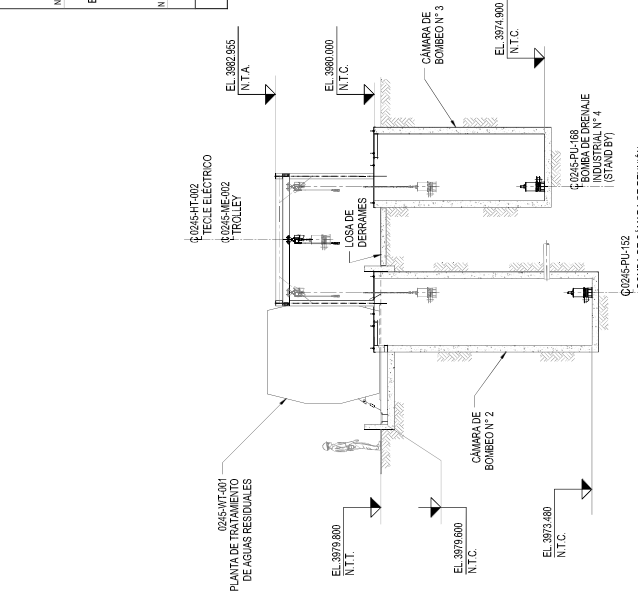 EL.3982.955
N.T.A.
EL.3980.000
N.T.C.
CÁMARA DE
BOMBEO N° 3
EL. 3974.900
N.T.C.
0245-HT-002
TECLE ELÉCTRICO
0245-ME-002
TROLLEY
LOSA DE
DERRAMES
0245-PU-168
BOMBA DE DRENAJE
INDUSTRIAL N° 4
(STAND BY)
0245-PU-152
0245-WT-001
PLANTA DE TRATAMIENTO
DE AGUAS RESIDUALES
CÁMARA DE
BOMBEO N° 2
EL.3979.800
N.T.T.
EL.3979.600
N.T.C.
EL.3973.480
N.T.C.